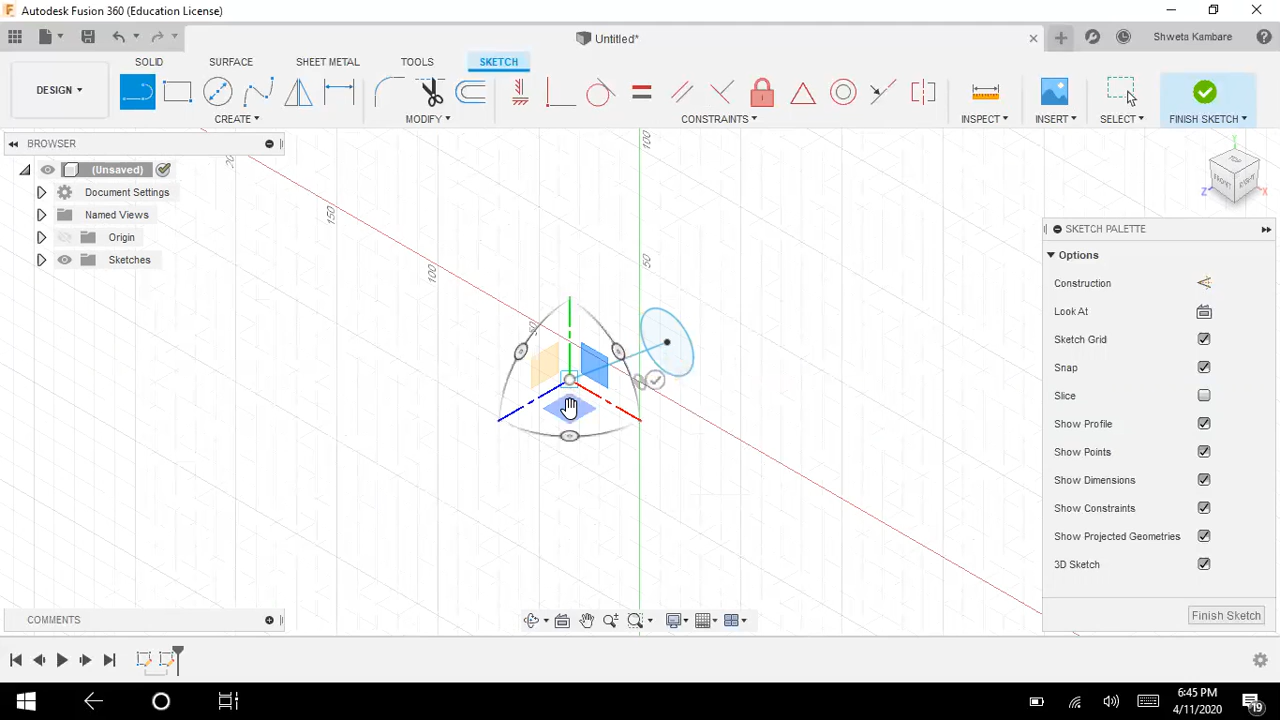 Autodesk Fusion 360 (Education License)
Untitled*
Shweta Kambare
SOLID SURFACE SHEET METAL TOOLS SKETCH
DESIGN
CREATE MODIFY CONSTRAINTS INSPECT INSERT SELECT FINISH SKETCH
BROWSER
(Unsaved)
Document Settings
Named Views
Origin
Sketches
100
50
150
100
50
FRONT
X
Y
Z
SKETCH PALETTE
Options
Construction
Look At
Sketch Grid
Snap
Slice
Show Profile
Show Points
Show Dimensions
Show Constraints
Show Projected Geometries
3D Sketch
Finish Sketch
COMMENTS
6:45 PM
4/11/2020
19